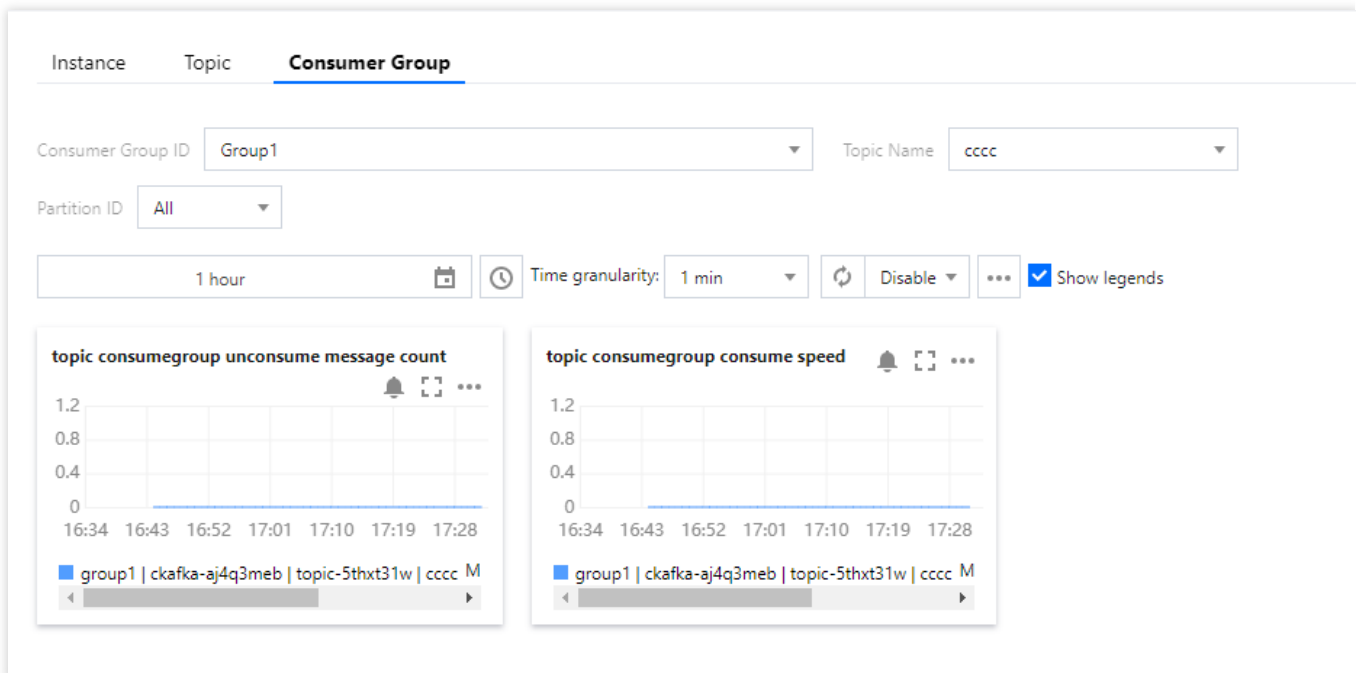 Instance Topic Consumer Group
Consumer Group ID Group1 Topic Name cccc
Partition ID All
1 hour Time granularity: 1 min Disable Show legends
topic consumegroup unconsume message count
1.2
0.8
0.4
0
16:34 16:43 16:52 17:01 17:10 17:19 17:28
group1 | ckafka-aj4q3meb | topic-5thxt31w | cccc M
topic consumegroup consume speed
1.2
0.8
0.4
0
16:34 16:43 16:52 17:01 17:10 17:19 17:28
group1 | ckafka-aj4q3meb | topic-5thxt31w | cccc M